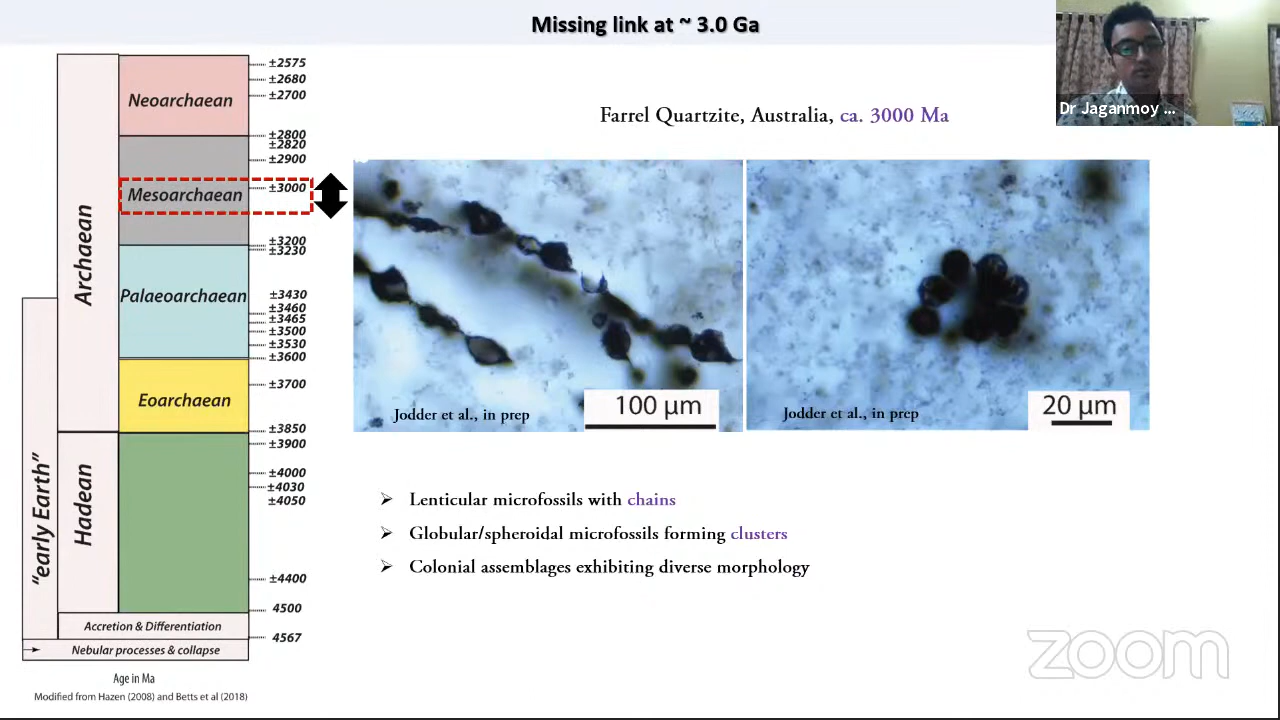 Missing link at ~ 3.0 Ga
Dr Jaganmoy ...
Farrel Quartzite, Australia, ca. 3000 Ma
Neoarchaean
Mesoarchaean
Palaeoarchaean
Eoarchaean
Archaean
Hadean
"early Earth"
±2575
±2680
±2700
±2800
±2820
±2900
±3000
±3200
±3230
±3430
±3460
±3465
±3500
±3530
±3600
±3700
±3850
±3900
±4000
±4030
±4050
±4400
4500
4567
Accretion & Differentiation
Nebular processes & collapse
Age in Ma
Modified from Hazen (2008) and Betts et al (2018)
Jodder et al., in prep
100 µm
Jodder et al., in prep
20 µm
Lenticular microfossils with chains
Globular/spheroidal microfossils forming clusters
Colonial assemblages exhibiting diverse morphology
zoom